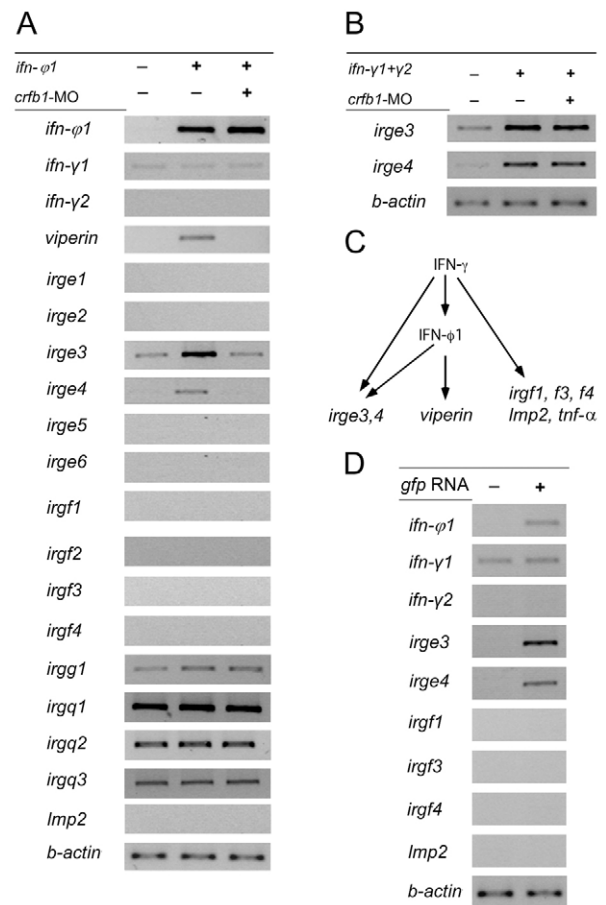 A
ifn-φ1 – + +
crfb1-MO – – +
ifn-φ1
ifn-γ1
ifn-γ2
viperin
irge1
irge2
irge3
irge4
irge5
irge6
irgf1
irgf2
irgf3
irgf4
irgg1
irgq1
irgq2
irgq3
lmp2
b-actin
B
ifn-γ1+γ2 – + +
crfb1-MO – – +
irge3
irge4
b-actin
C
IFN-γ
IFN-ϕ1
irge3,4
viperin
irgf1, f3, f4
lmp2, tnf-α
D
gfp RNA – +
ifn-φ1
ifn-γ1
ifn-γ2
irge3
irge4
irgf1
irgf3
irgf4
lmp2
b-actin